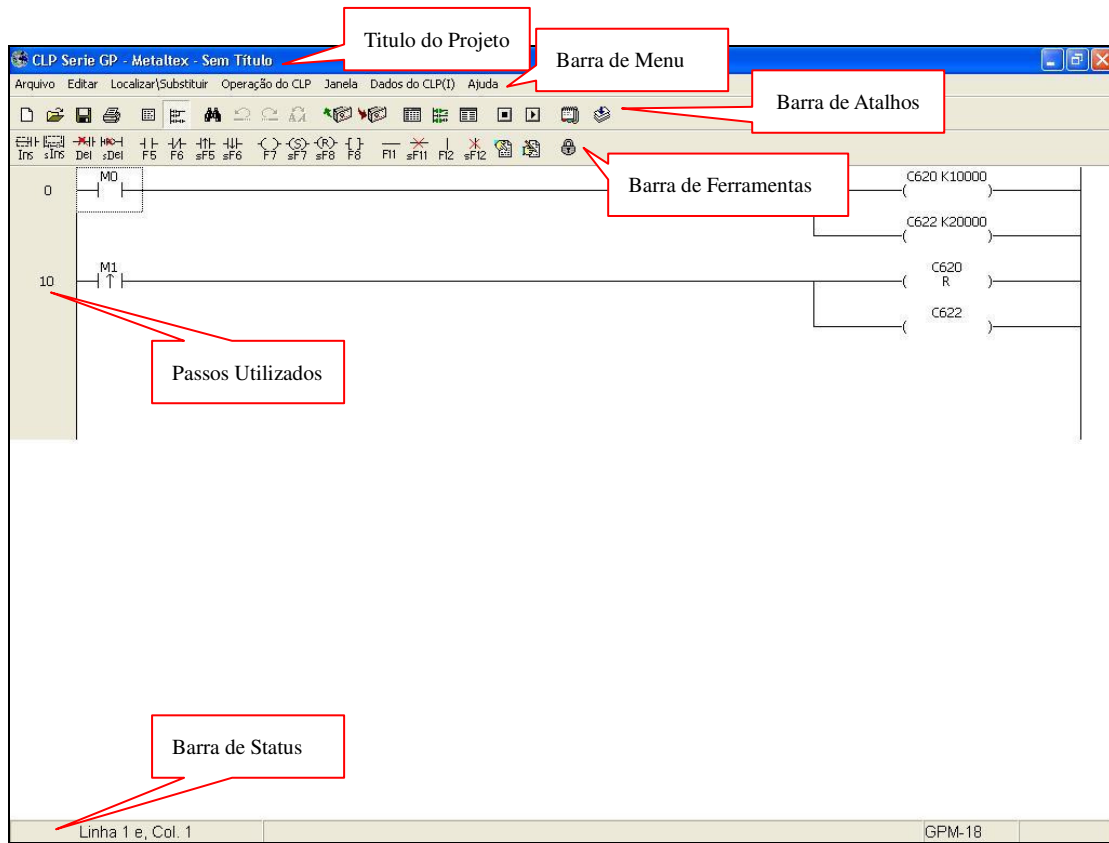 Titulo do Projeto
Barra de Menu
CLP Serie GP - Metaltex - Sem Título
Arquivo Editar Localizar\Substituir Operação do CLP Janela Dados do CLP(I) Ajuda
Barra de Atalhos
Ins sIns Del sDel F5 F6 sF5 sF6 F7 sF7 sF8 F8 F11 sF11 F12 sF12
Barra de Ferramentas
0 M0 C620 K10000
C622 K20000
10 M1 C620
R
C622
Passos Utilizados
Barra de Status
Linha 1 e, Col. 1 GPM-18